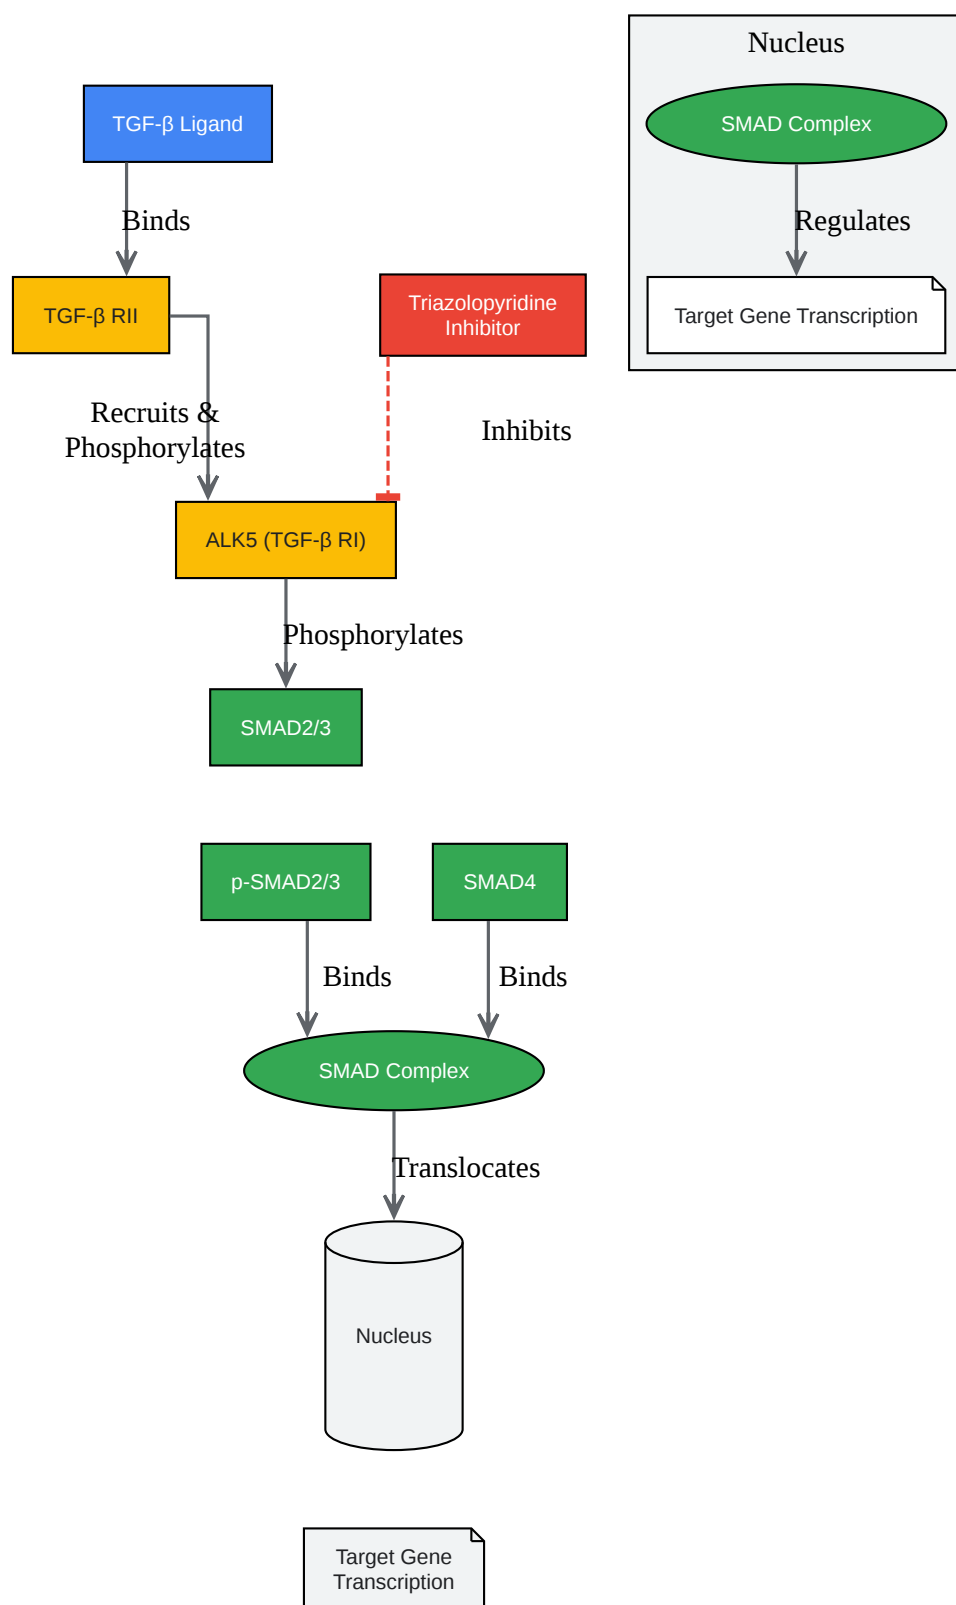 Nucleus
TGF-β Ligand
SMAD Complex
Binds
Regulates
TGF-β RII
Triazolopyridine
Inhibitor
Target Gene Transcription
Recruits &
Phosphorylates
Inhibits
ALK5 (TGF-β RI)
Phosphorylates
SMAD2/3
p-SMAD2/3
SMAD4
Binds
Binds
SMAD Complex
Translocates
Nucleus
Target Gene
Transcription